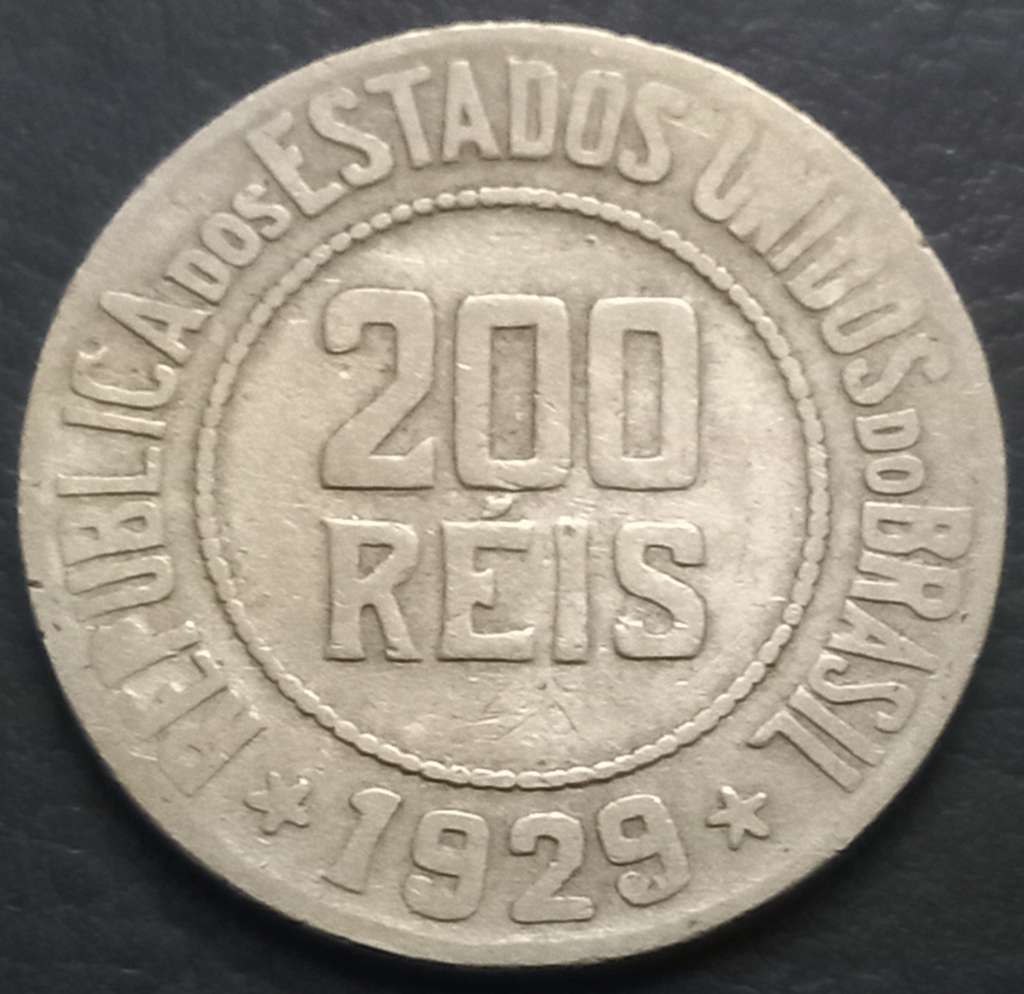 REPUBLICA DOS ESTADOS UNIDOS DO BRASIL
200
RÉIS
★ 1929 ★